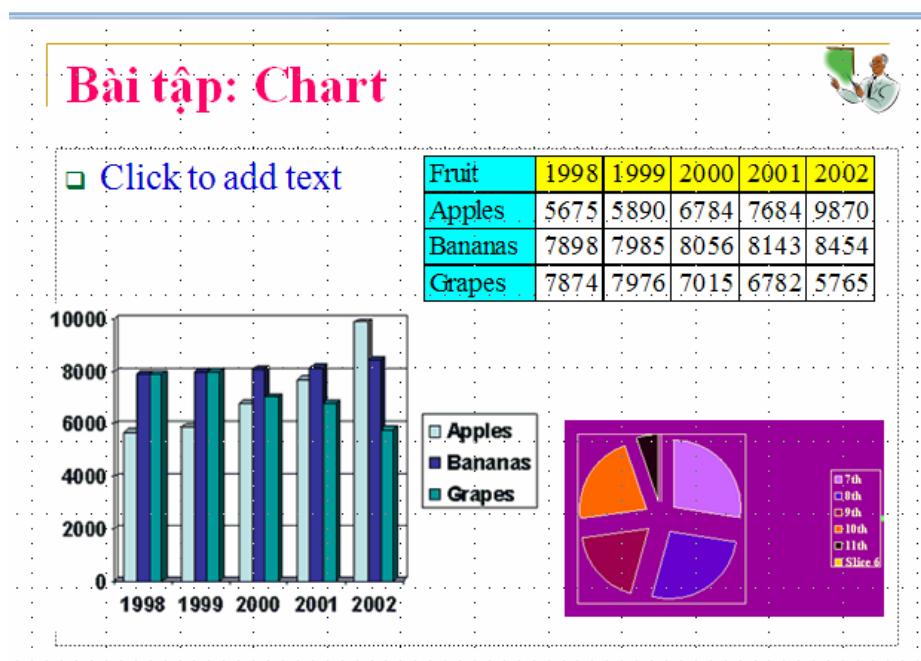 Bài tập: Chart
Click to add text
Fruit 1998 1999 2000 2001 2002
Apples 5675 5890 6784 7684 9870
Bananas 7898 7985 8056 8143 8454
Grapes 7874 7976 7015 6782 5765
10000
8000
6000
4000
2000
0
1998 1999 2000 2001 2002
Apples
Bananas
Grapes
7th
8th
9th
10th
11th
Slice 6